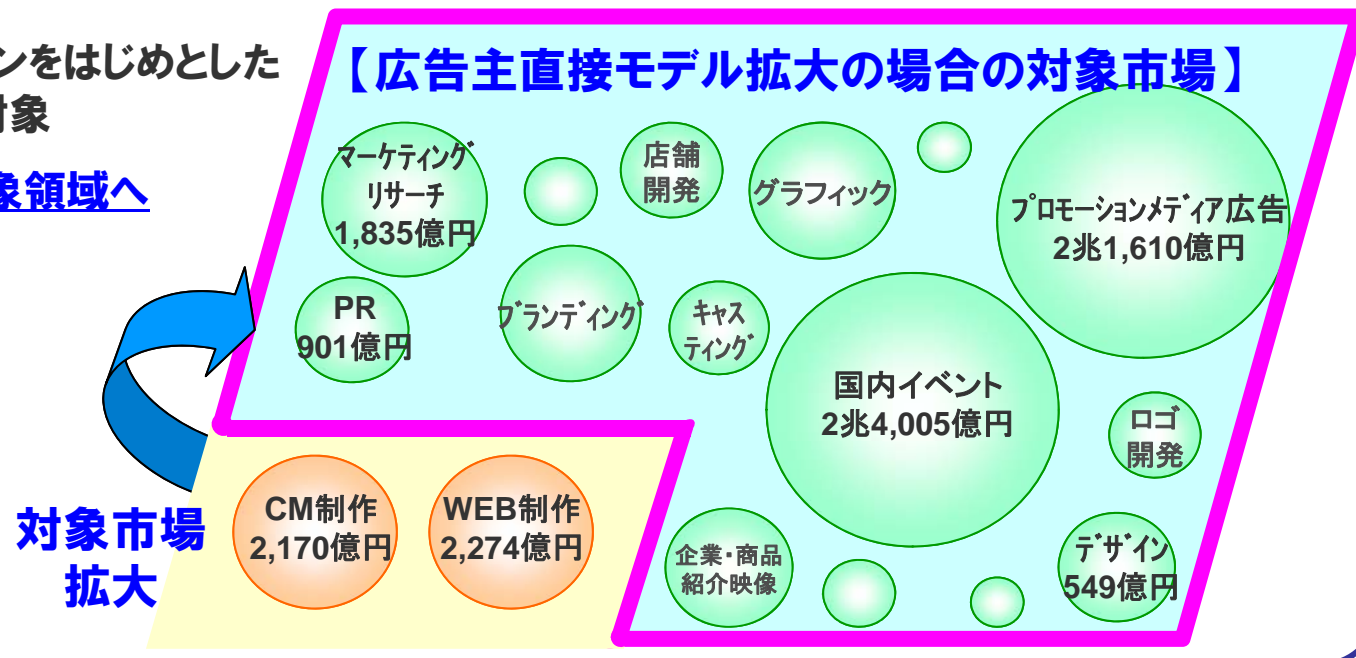 ンをはじめとした
対象
象領域へ
【広告主直接モデル拡大の場合の対象市場】
マーケティング
リサーチ
1,835億円
店舗
開発
グラフィック
プロモーションメディア広告
2兆1,610億円
PR
901億円
ブランディング
キャス
ティング
国内イベント
2兆4,005億円
ロゴ
開発
対象市場
拡大
CM制作
2,170億円
WEB制作
2,274億円
企業・商品
紹介映像
デザイン
549億円